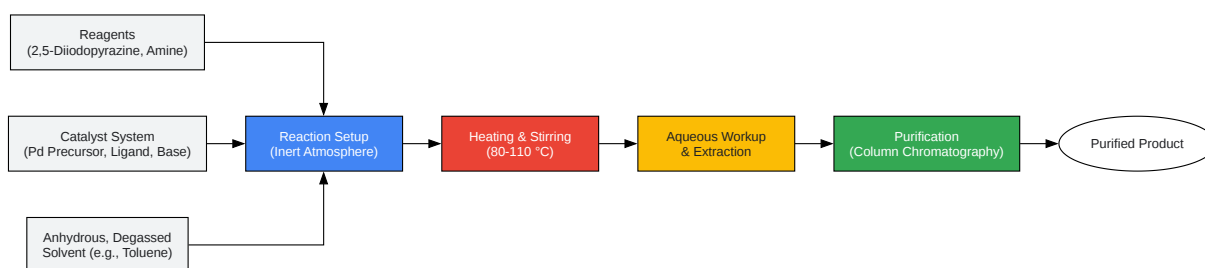 Reagents
(2,5-Diiodopyrazine, Amine)
Catalyst System
(Pd Precursor, Ligand, Base)
Anhydrous, Degassed
Solvent (e.g., Toluene)
Reaction Setup
(Inert Atmosphere)
Heating & Stirring
(80-110 °C)
Aqueous Workup
& Extraction
Purification
(Column Chromatography)
Purified Product